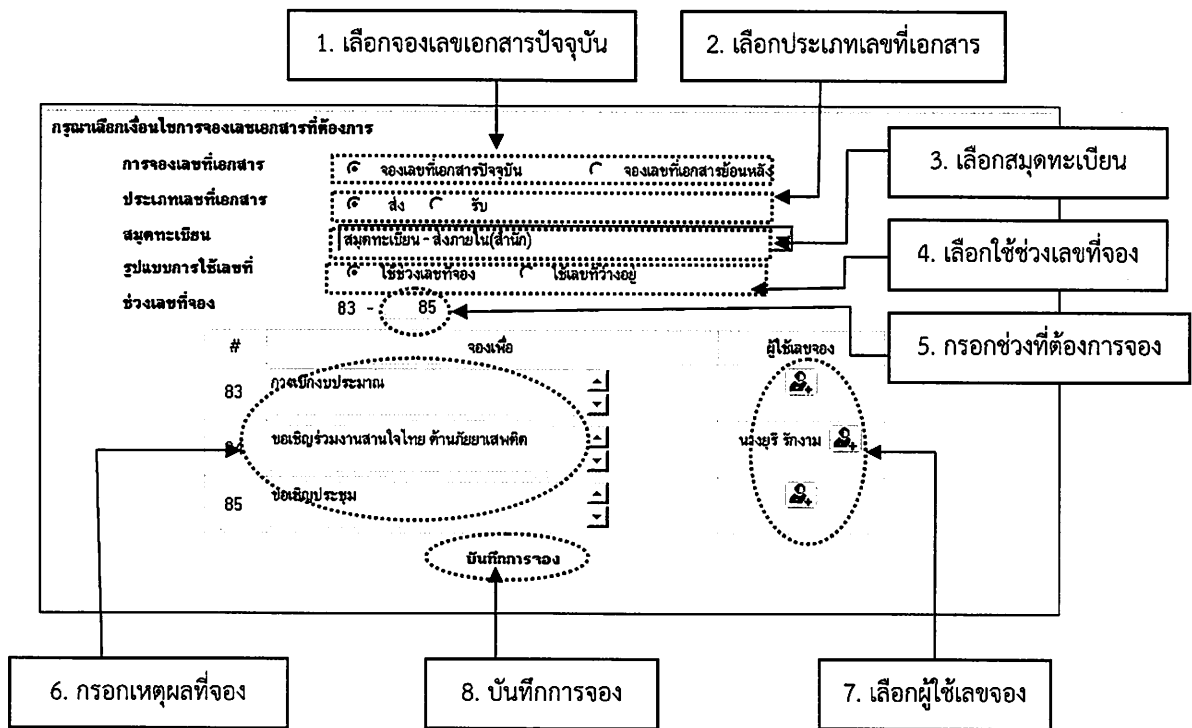 1. เลือกจองเลขเอกสารปัจจุบัน
2. เลือกประเภทเลขที่เอกสาร
กรุณาเลือกเงื่อนไขการจองเลขเอกสารที่ต้องการ
การจองเลขที่เอกสาร จองเลขที่เอกสารปัจจุบัน จองเลขที่เอกสารย้อนหลัง
3. เลือกสมุดทะเบียน
ประเภทเลขที่เอกสาร ส่ง รับ
สมุดทะเบียน สมุดทะเบียน - ส่งภายใน(สำนัก)
4. เลือกใช้ช่วงเลขที่จอง
รูปแบบการใช้เลขที่ ใช้ช่วงเลขที่จอง ใช้เลขที่ว่างอยู่
ช่วงเลขที่จอง 83 - 85
5. กรอกช่วงที่ต้องการจอง
# จองเพื่อ ผู้ใช้เลขจอง
83
ขอเชิญร่วมงานสานใจไทย ต้านภัยยาเสพติด รักงาม
85 ขอเชิญประชุม
บันทึกการจอง
6. กรอกเหตุผลที่จอง
8. บันทึกการจอง
7. เลือกผู้ใช้เลขจอง